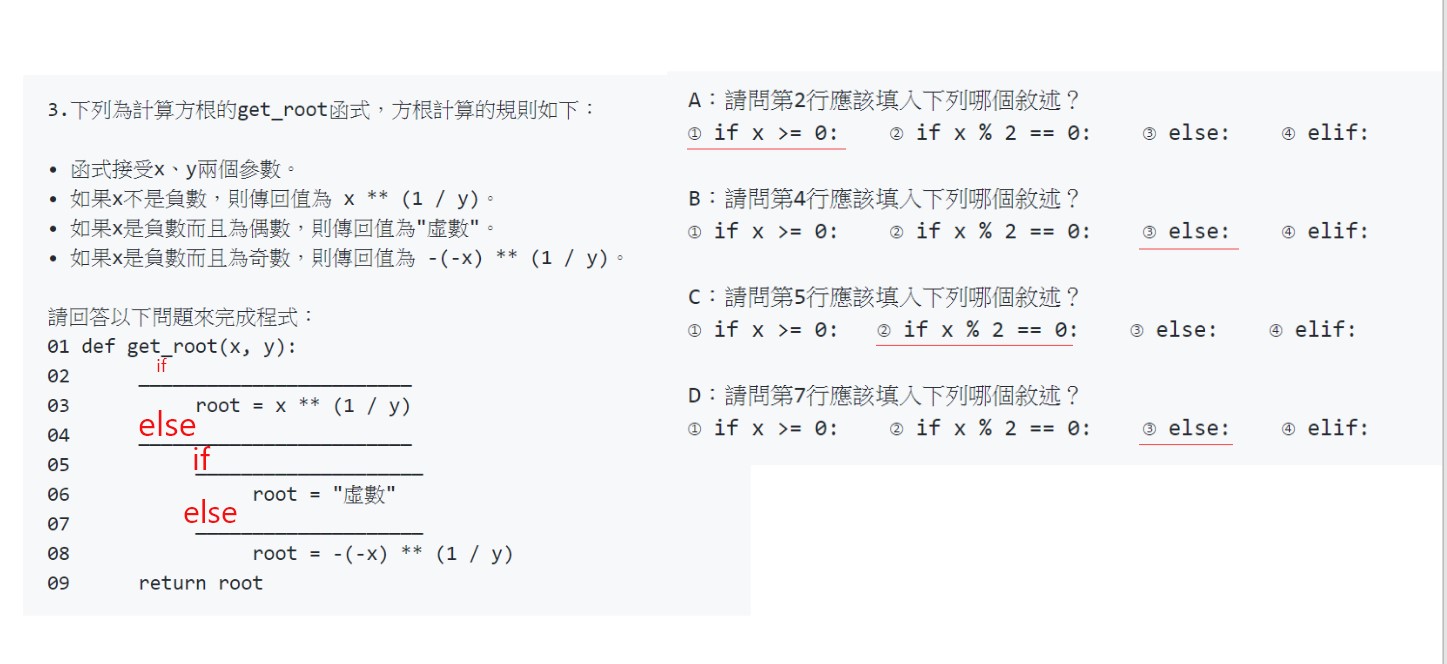 3.下列為計算方根的get_root函式，方根計算的規則如下：
• 函式接受x、y兩個參數。
• 如果x不是負數，則傳回值為 x ** (1 / y)。
• 如果x是負數而且為偶數，則傳回值為"虛數"。
• 如果x是負數而且為奇數，則傳回值為 -(-x) ** (1 / y)。
請回答以下問題來完成程式：
01 def get_root(x, y):
02 if
03 root = x ** (1 / y)
04 else
05 if
06 root = "虛數"
07 else
08 root = -(-x) ** (1 / y)
09 return root
A：請問第2行應該填入下列哪個敘述？
① if x >= 0: ② if x % 2 == 0: ③ else: ④ elif:
B：請問第4行應該填入下列哪個敘述？
① if x >= 0: ② if x % 2 == 0: ③ else: ④ elif:
C：請問第5行應該填入下列哪個敘述？
① if x >= 0: ② if x % 2 == 0: ③ else: ④ elif:
D：請問第7行應該填入下列哪個敘述？
① if x >= 0: ② if x % 2 == 0: ③ else: ④ elif: